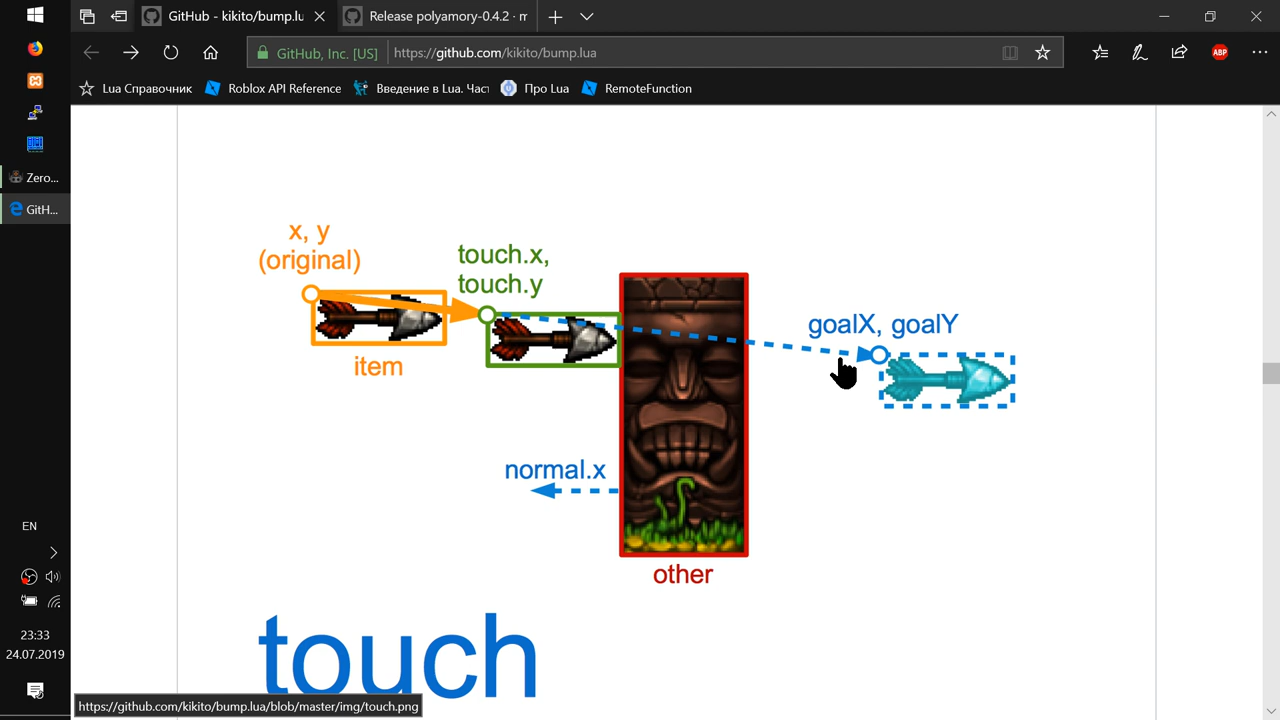 GitHub - kikito/bump.lu
Release polyamory-0.4.2 · m
GitHub, Inc. [US]
https://github.com/kikito/bump.lua
ABP
Lua Справочник
Roblox API Reference
Введение в Lua. Част
Про Lua
RemoteFunction
Zero...
GitH...
x, y
(original)
touch.x,
touch.y
goalX, goalY
item
normal.x
other
touch
EN
23:33
24.07.2019
https://github.com/kikito/bump.lua/blob/master/img/touch.png